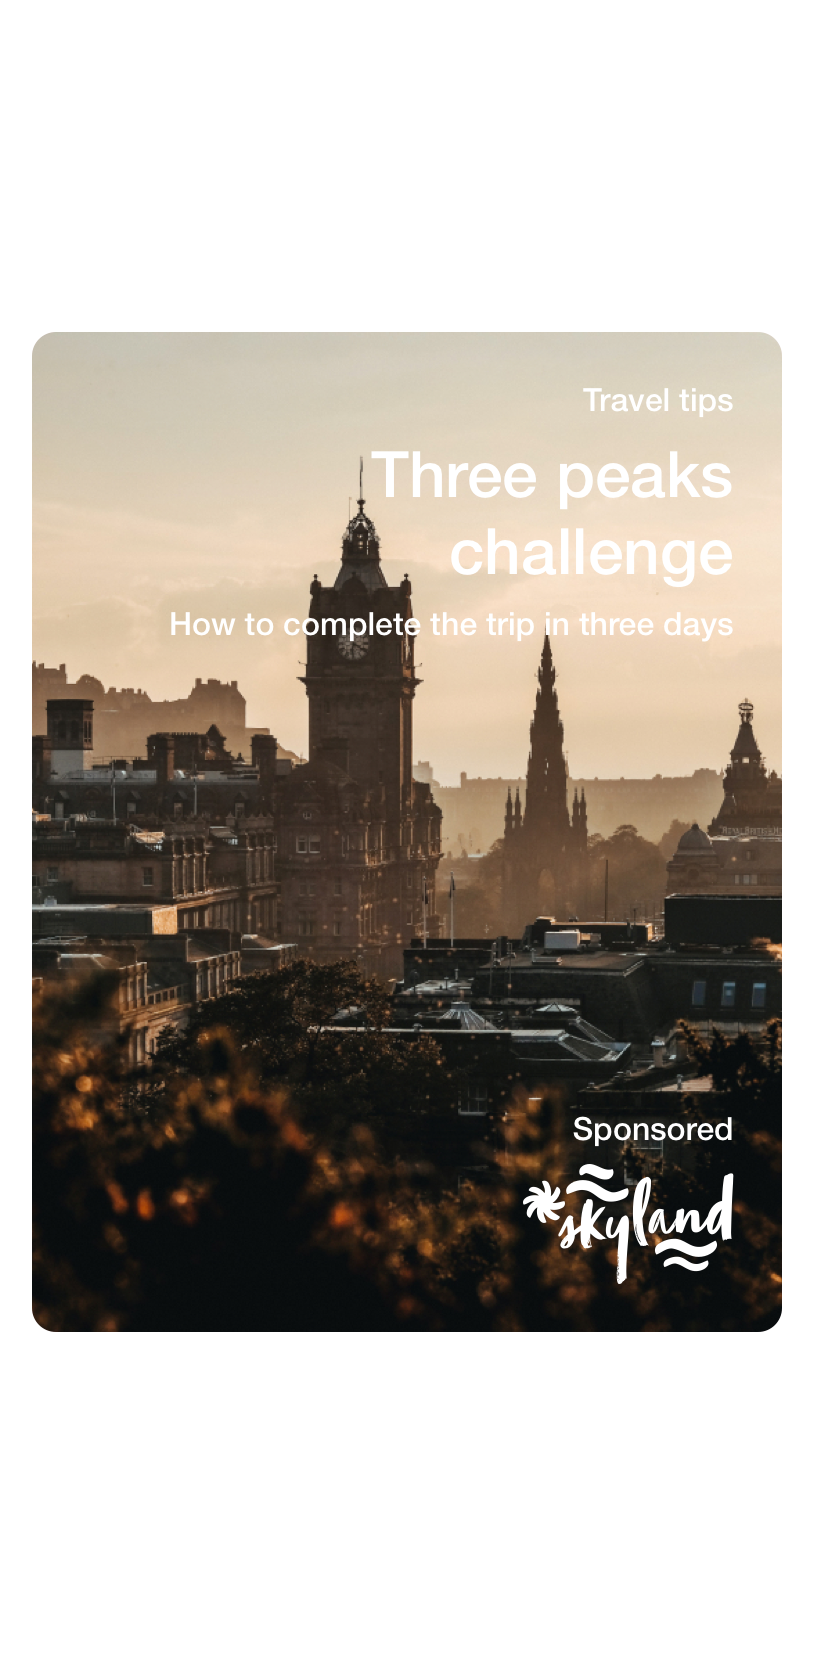 Travel tips
Three peaks
challenge
How to complete the trip in three days
Sponsored
skyland